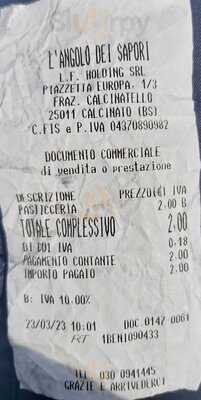 L'ANGOLO DEI SAPORI
L.F. HOLDING SRL
PIAZZETTA EUROPA, 1/3
FRAZ. CALCINATELLO
25011 CALCINATO (BS)
C.FIS e P.IVA 04370890982
DOCUMENTO COMMERCIALE
di vendita o prestazione
DESCRIZIONE PREZZO(€) IVA
PASTICCERIA 2.00 B
TOTALE COMPLESSIVO 2.00
DI CUI IVA 0.18
PAGAMENTO CONTANTE 2.00
IMPORTO PAGATO 2.00
B: IVA 10.00%
23/03/23 10:01 DOC.0147-0061
RT 1BENI090433
TEL. 030 0941445
GRAZIE E ARRIVEDERCI